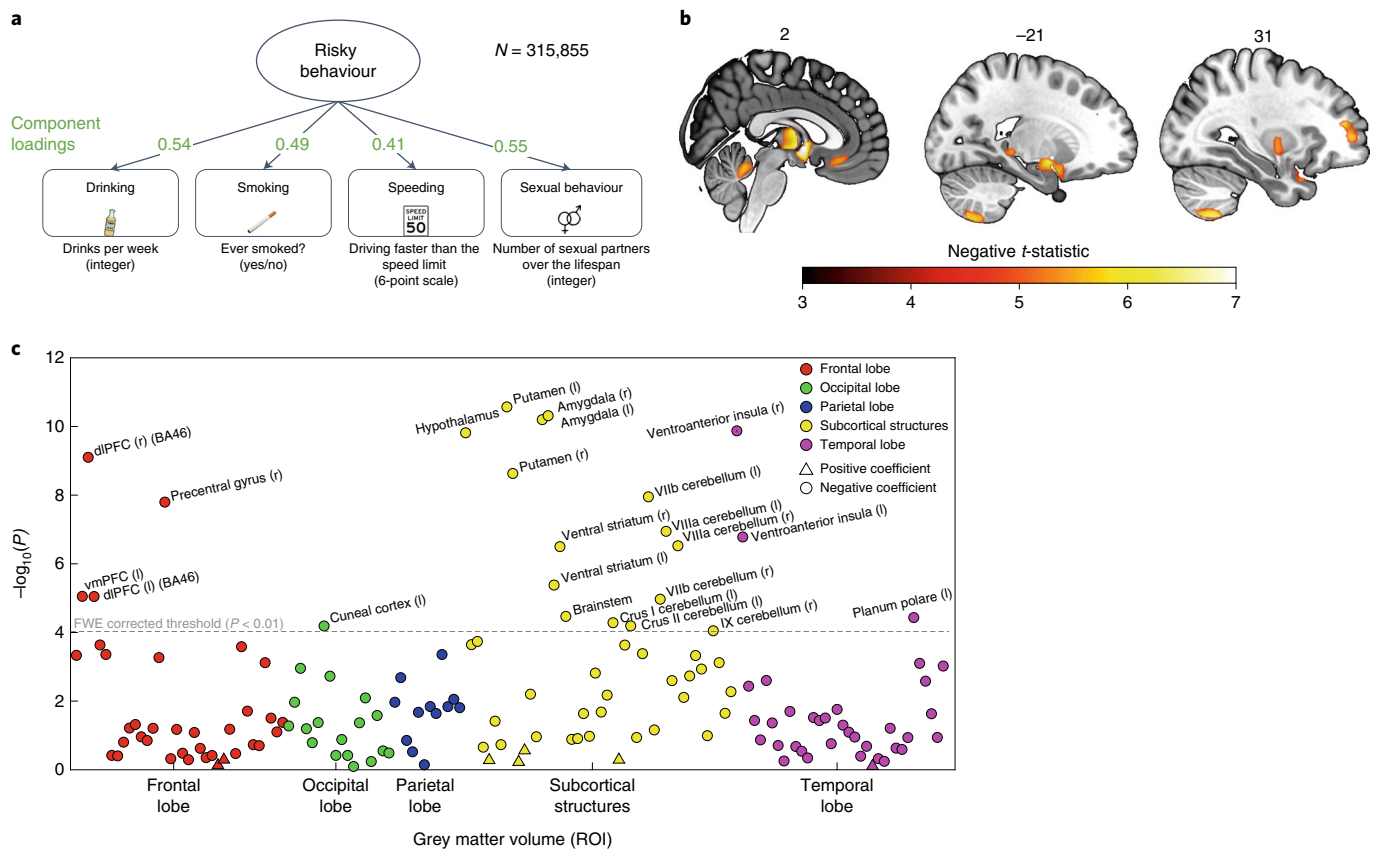 a
Risky
behaviour
N = 315,855
Component
loadings
0.54
0.49
0.41
0.55
Drinking
Smoking
Speeding
SPEED
LIMIT
50
Sexual behaviour
Drinks per week
(integer)
Ever smoked?
(yes/no)
Driving faster than the
speed limit
(6-point scale)
Number of sexual partners
over the lifespan
(integer)
b
2
–21
31
Negative t-statistic
3
4
5
6
7
c
12
10
8
6
4
2
0
–log10(P)
Putamen (l)
Hypothalamus
Amygdala (r)
Amygdala (l)
Ventroanterior insula (r)
dlPFC (r) (BA46)
Putamen (r)
Precentral gyrus (r)
VIIb cerebellum (l)
Ventral striatum (r)
VIIIa cerebellum (l)
VIIIa cerebellum (r)
Ventroanterior insula (l)
Ventral striatum (l)
vmPFC (l)
dlPFC (l) (BA46)
VIIb cerebellum (r)
Brainstem
Crus I cerebellum (l)
Crus II cerebellum (l)
IX cerebellum (r)
Planum polare (l)
Cuneal cortex (l)
FWE corrected threshold (P < 0.01)
Frontal lobe
Occipital lobe
Parietal lobe
Subcortical structures
Temporal lobe
Positive coefficient
Negative coefficient
Frontal
lobe
Occipital
lobe
Parietal
lobe
Subcortical
structures
Temporal
lobe
Grey matter volume (ROI)